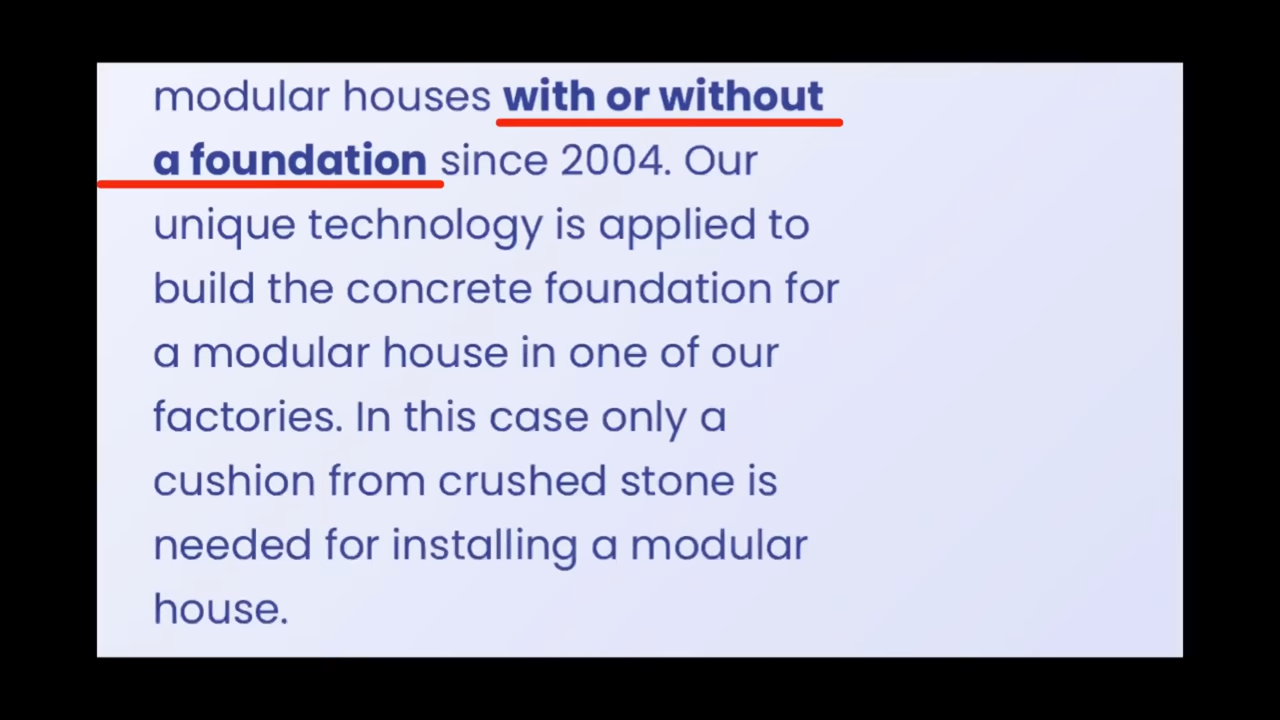 modular houses with or without
a foundation since 2004. Our
unique technology is applied to
build the concrete foundation for
a modular house in one of our
factories. In this case only a
cushion from crushed stone is
needed for installing a modular
house.